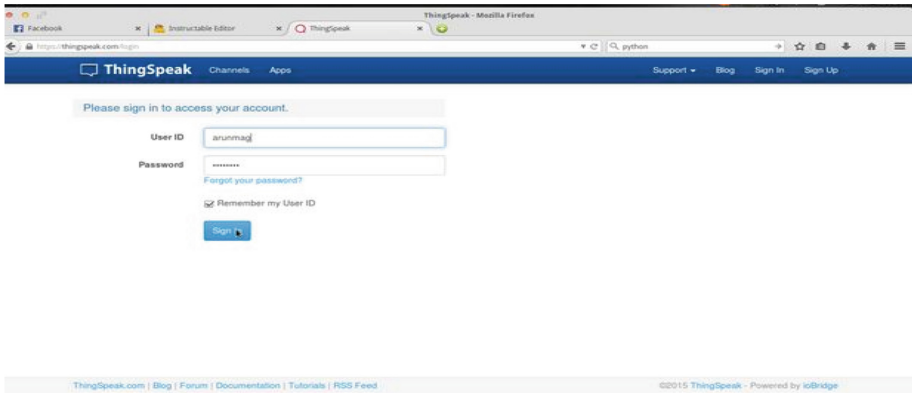 ThingSpeak - Mozilla Firefox
Facebook Instructable Editor ThingSpeak
https://thingspeak.com/login python
ThingSpeak Channels Apps Support Blog Sign In Sign Up
Please sign in to access your account.
User ID arunmag
Password ••••••••
Forgot your password?
Remember my User ID
Sign
ThingSpeak.com | Blog | Forum | Documentation | Tutorials | RSS Feed ©2015 ThingSpeak - Powered by ioBridge